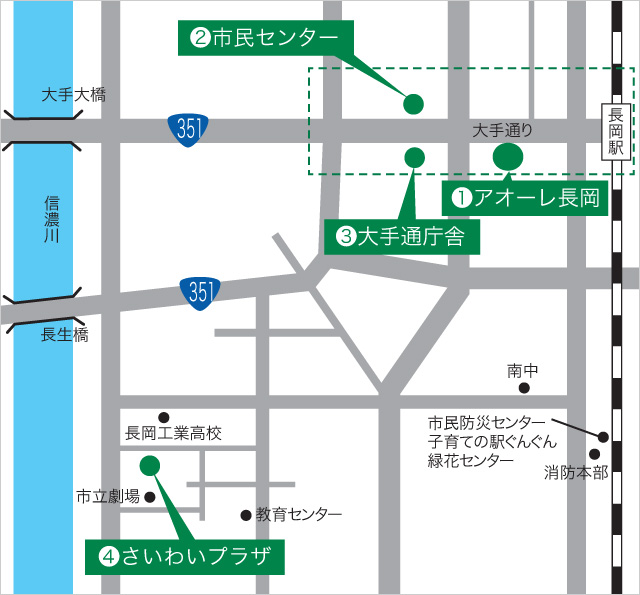 ❷市民センター
大手大橋
351
大手通り
長岡駅
❶アオーレ長岡
信濃川
❸大手通庁舎
351
長生橋
南中
市民防災センター
子育ての駅ぐんぐん
緑花センター
長岡工業高校
消防本部
市立劇場
教育センター
❹さいわいプラザ